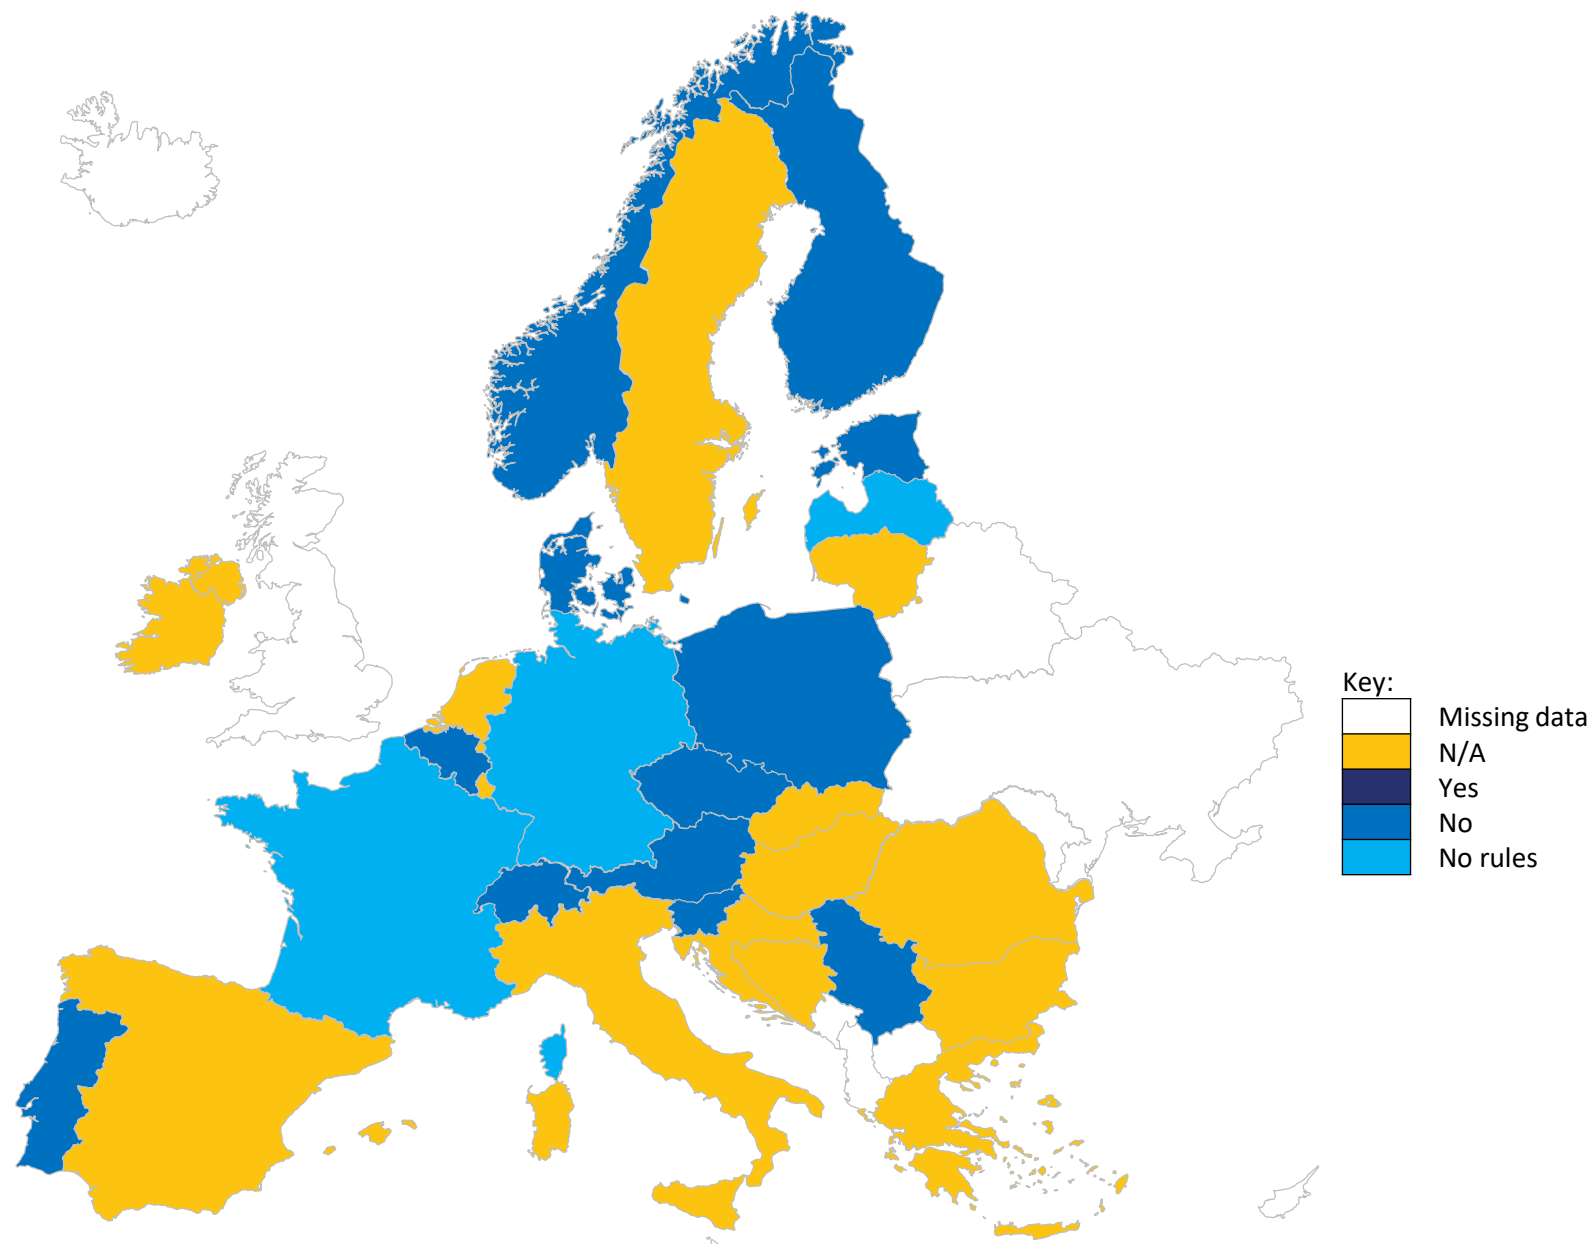 Key:
Missing data
N/A
Yes
No
No rules